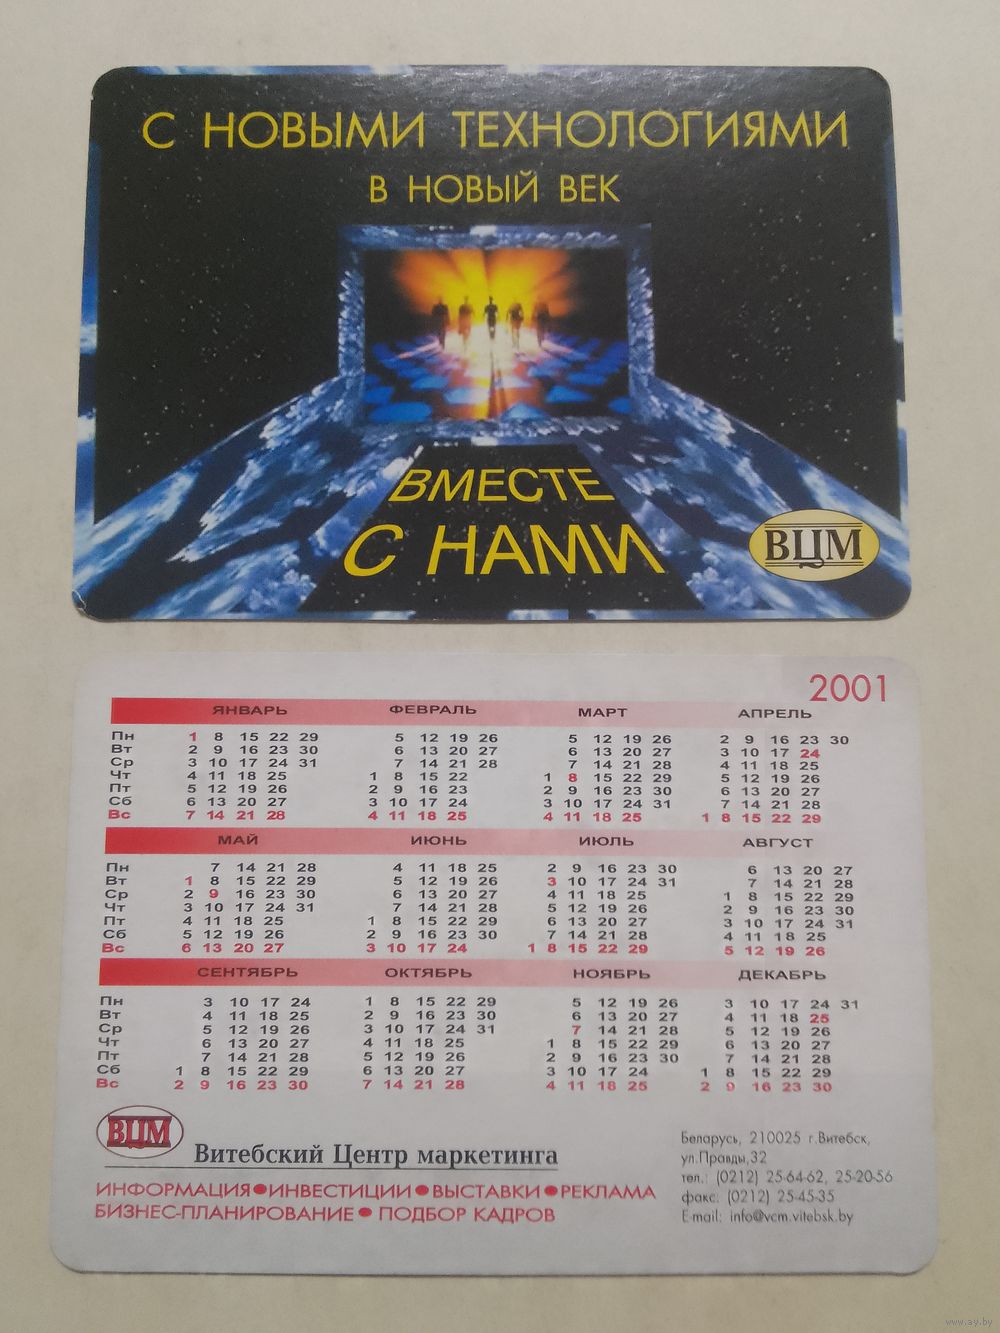 С НОВЫМИ ТЕХНОЛОГИЯМИ
В НОВЫЙ ВЕК
ВМЕСТЕ
С НАМИ
ВЦМ
2001
ЯНВАРЬ ФЕВРАЛЬ МАРТ АПРЕЛЬ
Пн 1 8 15 22 29 5 12 19 26 5 12 19 26 2 9 16 23 30
Вт 2 9 16 23 30 6 13 20 27 6 13 20 27 3 10 17 24
Ср 3 10 17 24 31 7 14 21 28 7 14 21 28 4 11 18 25
Чт 4 11 18 25 1 8 15 22 1 8 15 22 29 5 12 19 26
Пт 5 12 19 26 2 9 16 23 2 9 16 23 30 6 13 20 27
Сб 6 13 20 27 3 10 17 24 3 10 17 24 31 7 14 21 28
Вс 7 14 21 28 4 11 18 25 4 11 18 25 1 8 15 22 29
МАЙ ИЮНЬ ИЮЛЬ АВГУСТ
Пн 7 14 21 28 4 11 18 25 2 9 16 23 30 6 13 20 27
Вт 1 8 15 22 29 5 12 19 26 3 10 17 24 31 7 14 21 28
Ср 2 9 16 23 30 6 13 20 27 4 11 18 25 1 8 15 22 29
Чт 3 10 17 24 31 7 14 21 28 5 12 19 26 2 9 16 23 30
Пт 4 11 18 25 1 8 15 22 29 6 13 20 27 3 10 17 24 31
Сб 5 12 19 26 2 9 16 23 30 7 14 21 28 4 11 18 25
Вс 6 13 20 27 3 10 17 24 1 8 15 22 29 5 12 19 26
СЕНТЯБРЬ ОКТЯБРЬ НОЯБРЬ ДЕКАБРЬ
Пн 3 10 17 24 1 8 15 22 29 5 12 19 26 3 10 17 24 31
Вт 4 11 18 25 2 9 16 23 30 6 13 20 27 4 11 18 25
Ср 5 12 19 26 3 10 17 24 31 7 14 21 28 5 12 19 26
Чт 6 13 20 27 4 11 18 25 1 8 15 22 29 6 13 20 27
Пт 7 14 21 28 5 12 19 26 2 9 16 23 30 7 14 21 28
Сб 1 8 15 22 29 6 13 20 27 3 10 17 24 1 8 15 22 29
Вс 2 9 16 23 30 7 14 21 28 4 11 18 25 2 9 16 23 30
ВЦМ
Витебский Центр маркетинга
ИНФОРМАЦИЯ●ИНВЕСТИЦИИ●ВЫСТАВКИ●РЕКЛАМА
БИЗНЕС-ПЛАНИРОВАНИЕ● ПОДБОР КАДРОВ
Беларусь, 210025 г.Витебск,
ул.Правды,32
тел.: (0212) 25-64-62, 25-20-56
факс: (0212) 25-45-35
E-mail: info@vcm.vitebsk.by
www.ay.by